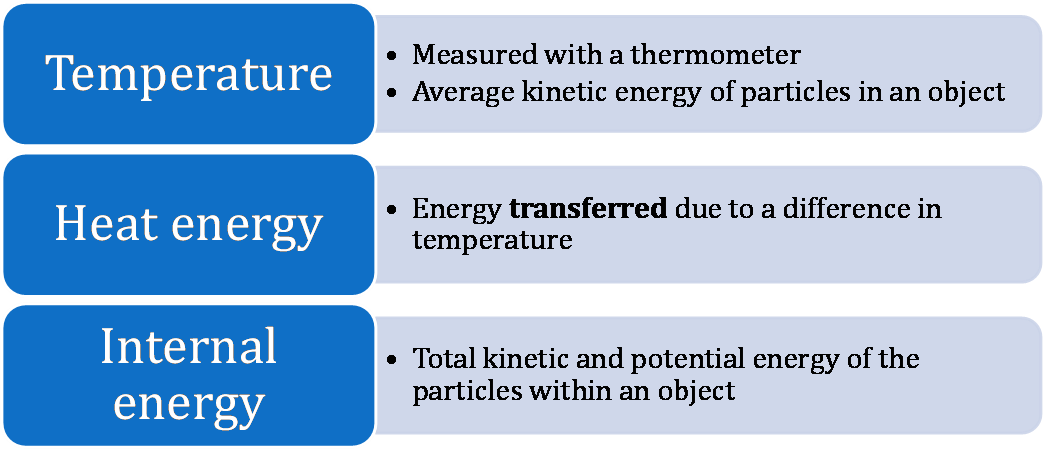 Temperature
• Measured with a thermometer
• Average kinetic energy of particles in an object
Heat energy
• Energy transferred due to a difference in
temperature
Internal
energy
• Total kinetic and potential energy of the
particles within an object